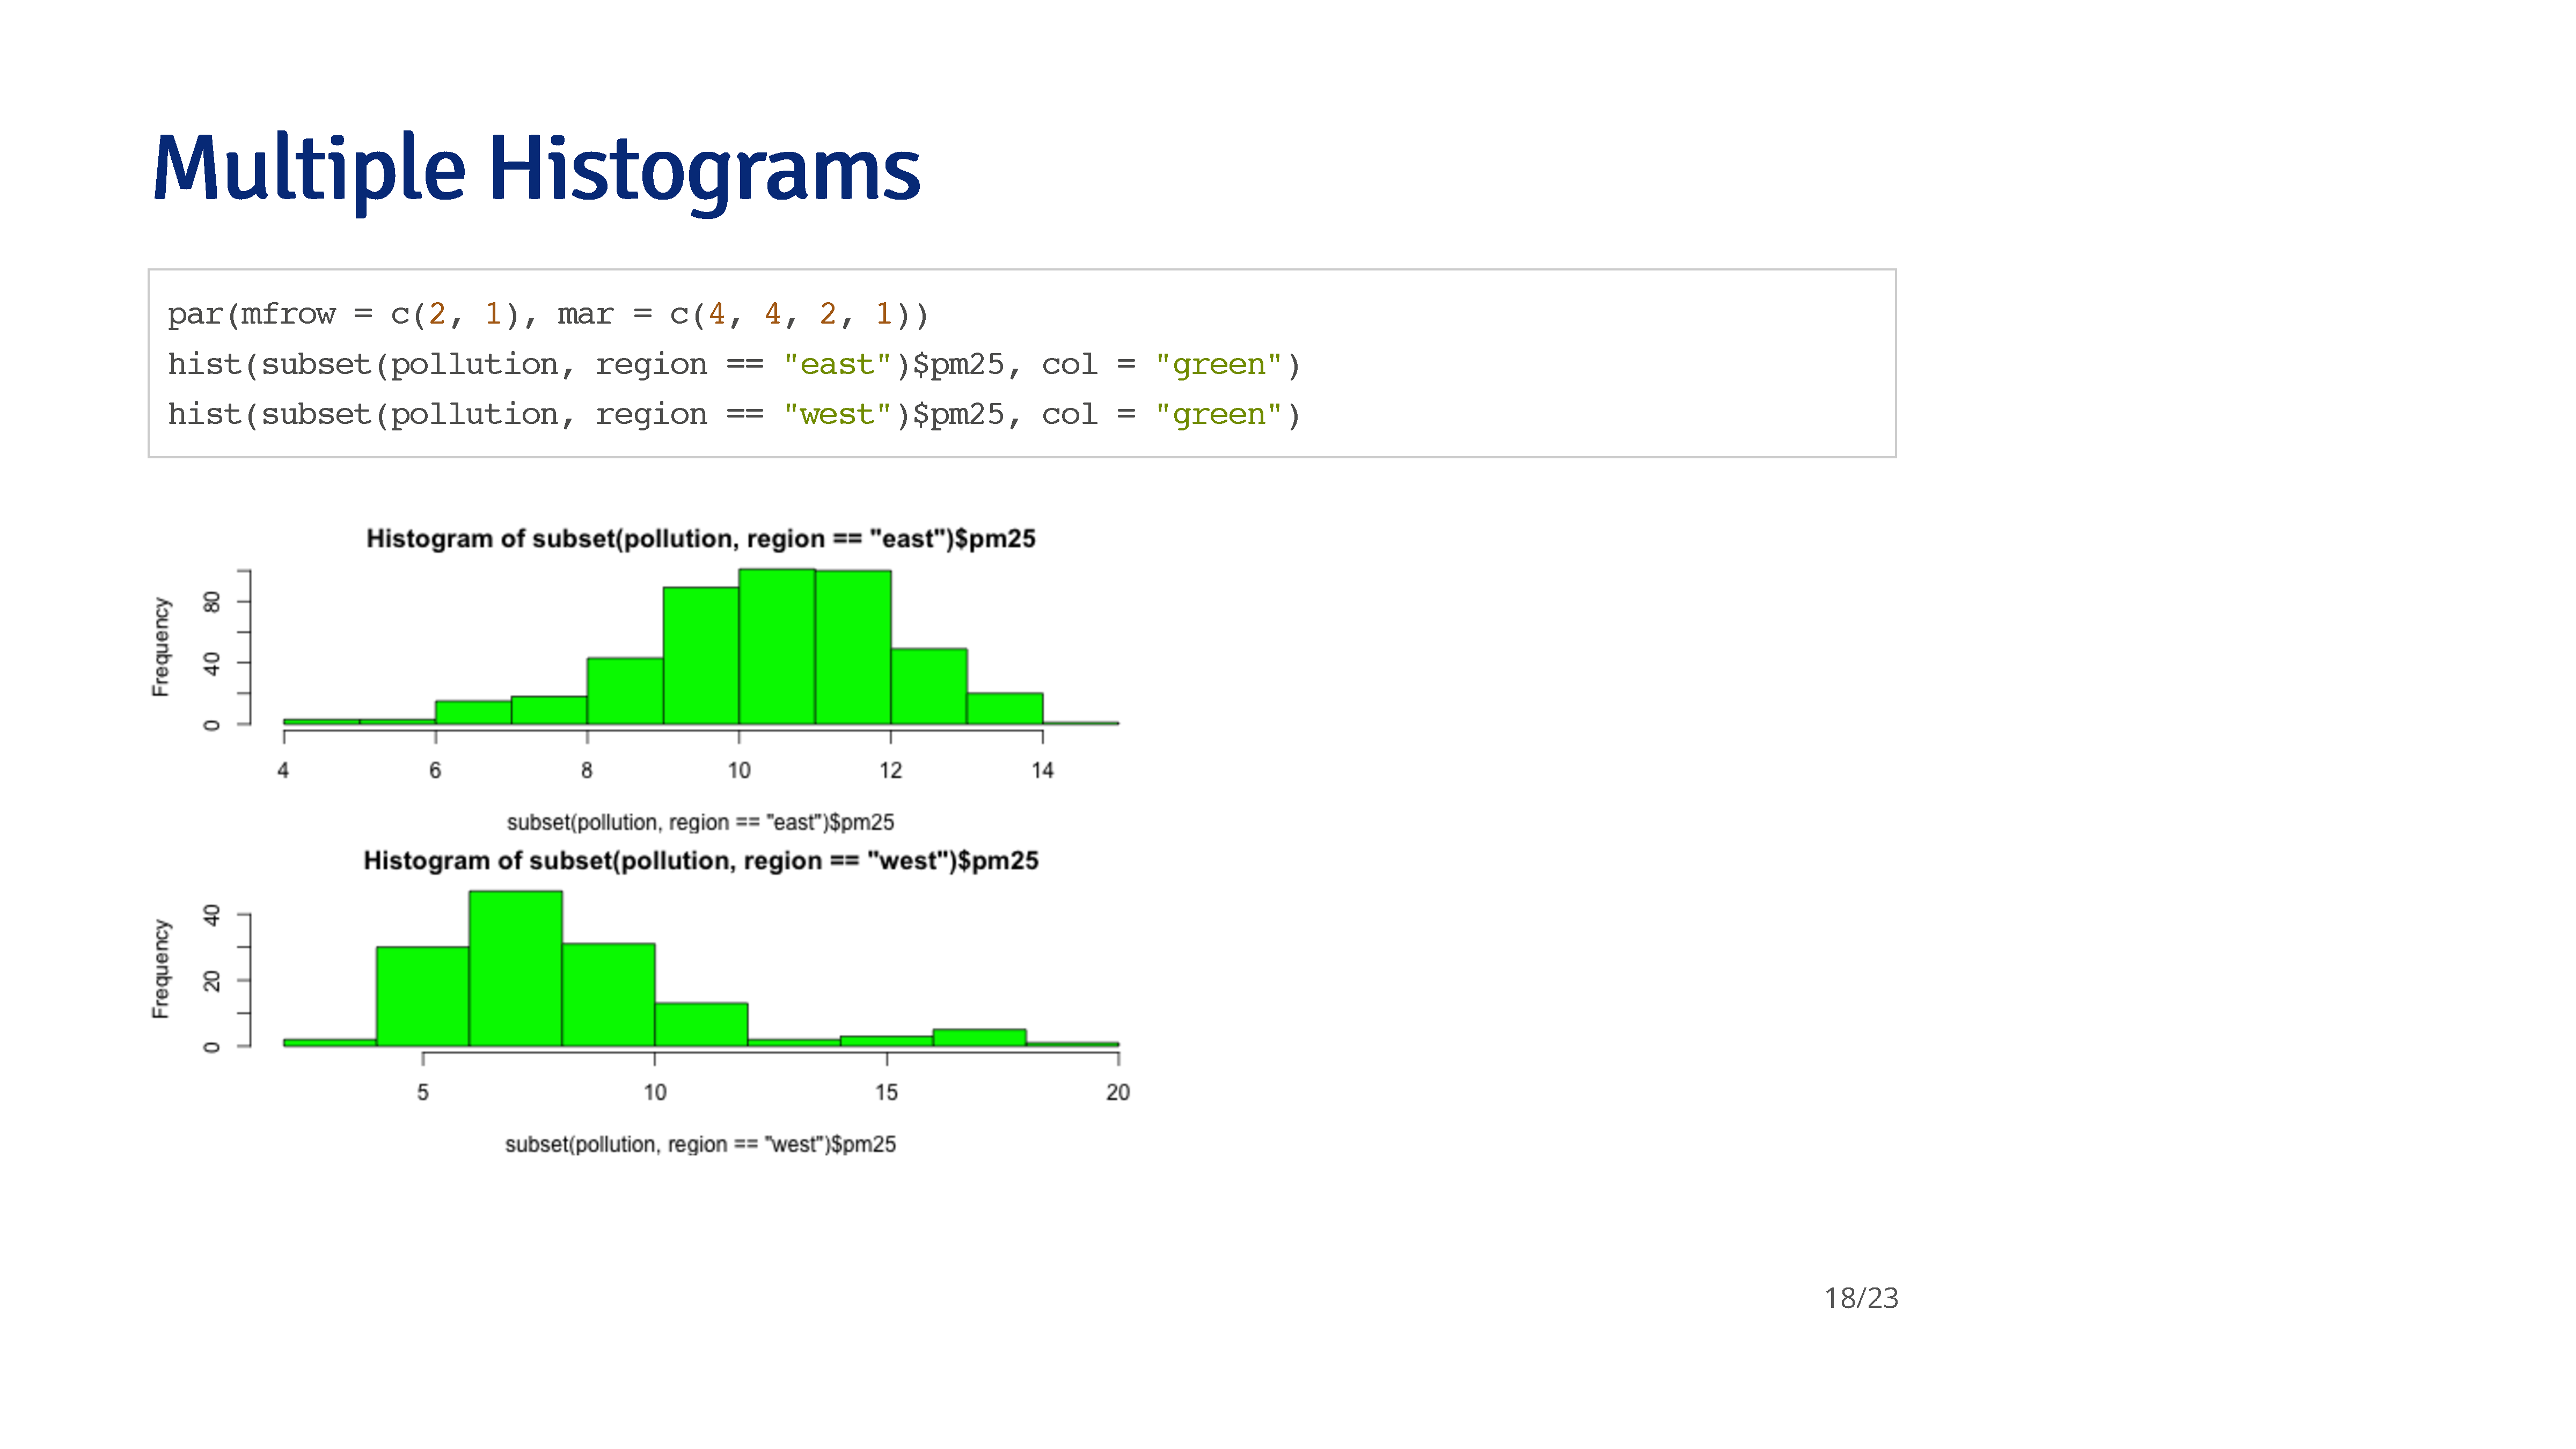 Multiple Histograms
par(mfrow = c(2, 1), mar = c(4, 4, 2, 1))
hist(subset(pollution, region == "east")$pm25, col = "green")
hist(subset(pollution, region == "west")$pm25, col = "green")
Histogram of subset(pollution, region == "east")$pm25
Frequency
80
40
0
4 6 8 10 12 14
subset(pollution, region == "east")$pm25
Histogram of subset(pollution, region == "west")$pm25
Frequency
40
20
0
5 10 15 20
subset(pollution, region == "west")$pm25
18/23